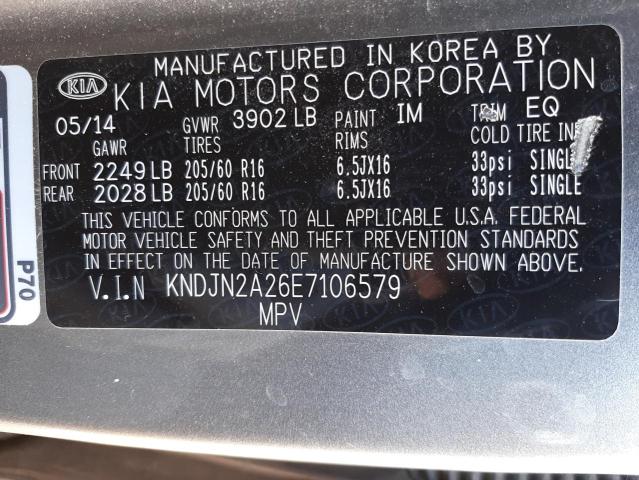 MANUFACTURED IN KOREA BY
KIA KIA MOTORS CORPORATION
05/14 GVWR 3902 LB PAINT IM TRIM EQ
GAWR TIRES RIMS COLD TIRE INF
FRONT 2249 LB 205/60 R16 6.5JX16 33psi SINGLE
REAR 2028 LB 205/60 R16 6.5JX16 33psi SINGLE
THIS VEHICLE CONFORMS TO ALL APPLICABLE U.S.A. FEDERAL
MOTOR VEHICLE SAFETY AND THEFT PREVENTION STANDARDS
IN EFFECT ON THE DATE OF MANUFACTURE SHOWN ABOVE.
V.I.N KNDJN2A26E7106579
MPV
P70